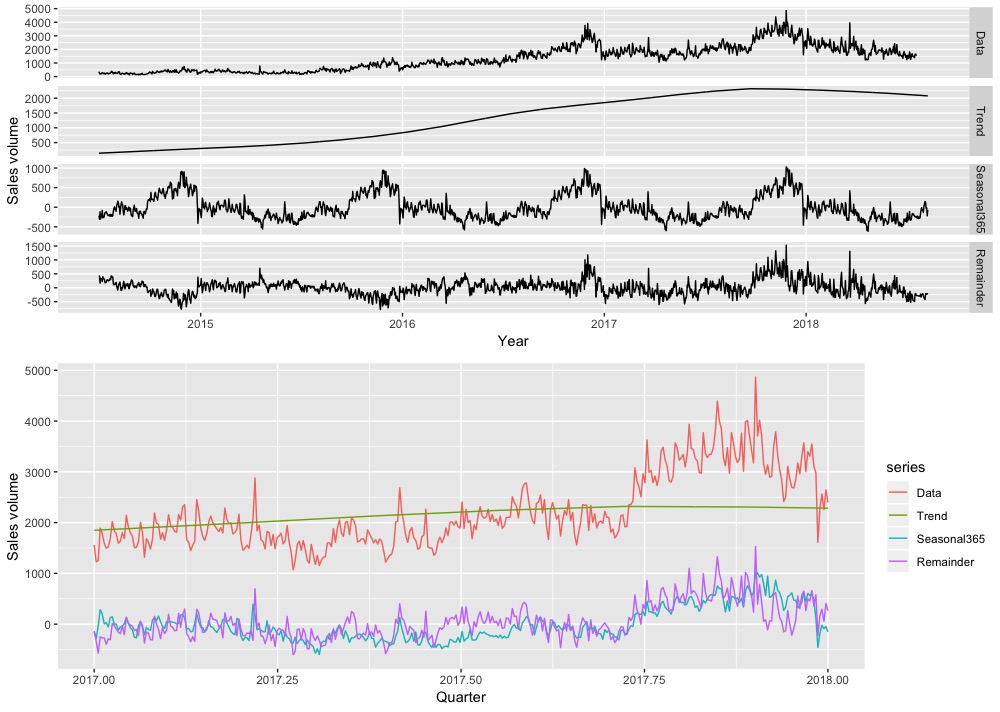 5000
4000
3000
2000
1000
0
Data
2000
1500
1000
500
Trend
1000
500
0
-500
Seasonal365
1500
1000
500
0
-500
Remainder
Sales volume
2015
2016
2017
2018
Year
5000
4000
3000
2000
1000
0
Sales volume
2017.00
2017.25
2017.50
2017.75
2018.00
Quarter
series
Data
Trend
Seasonal365
Remainder